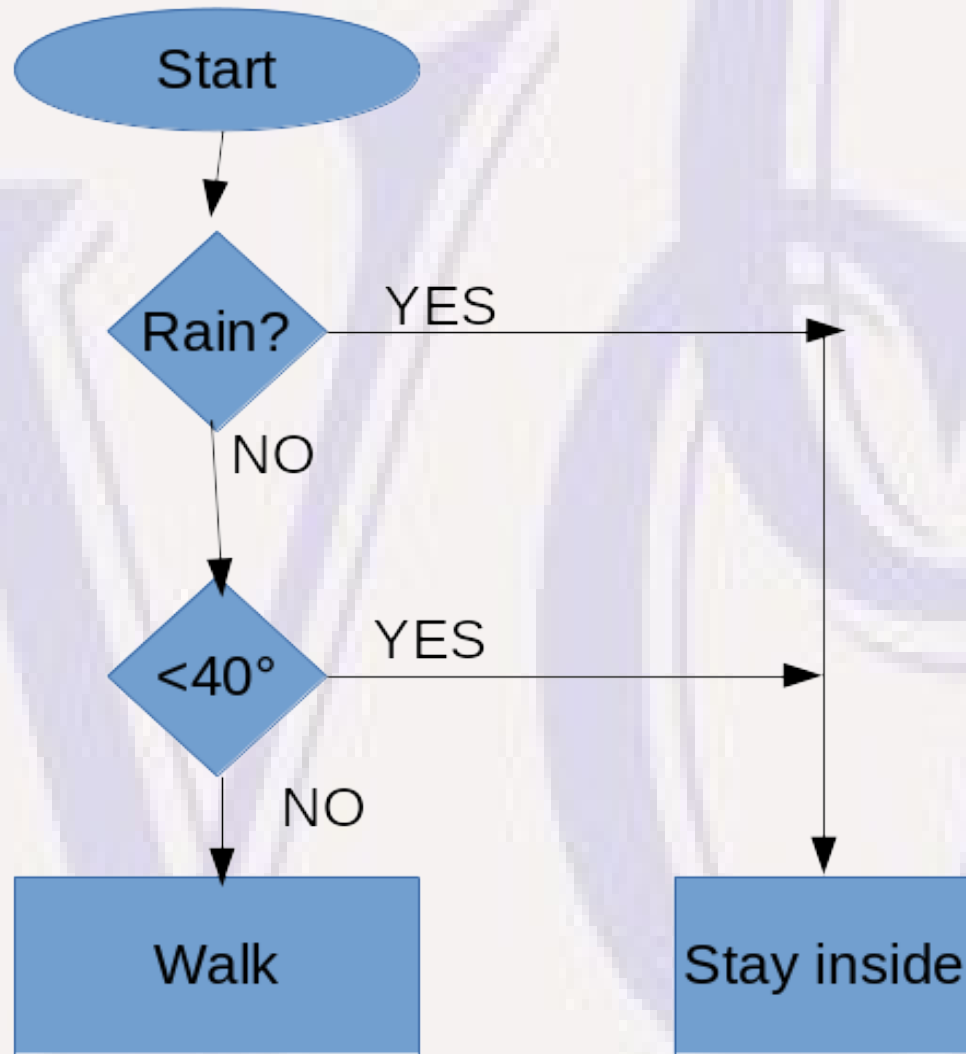 Start
Rain?
YES
NO
<40°
YES
NO
Walk
Stay inside